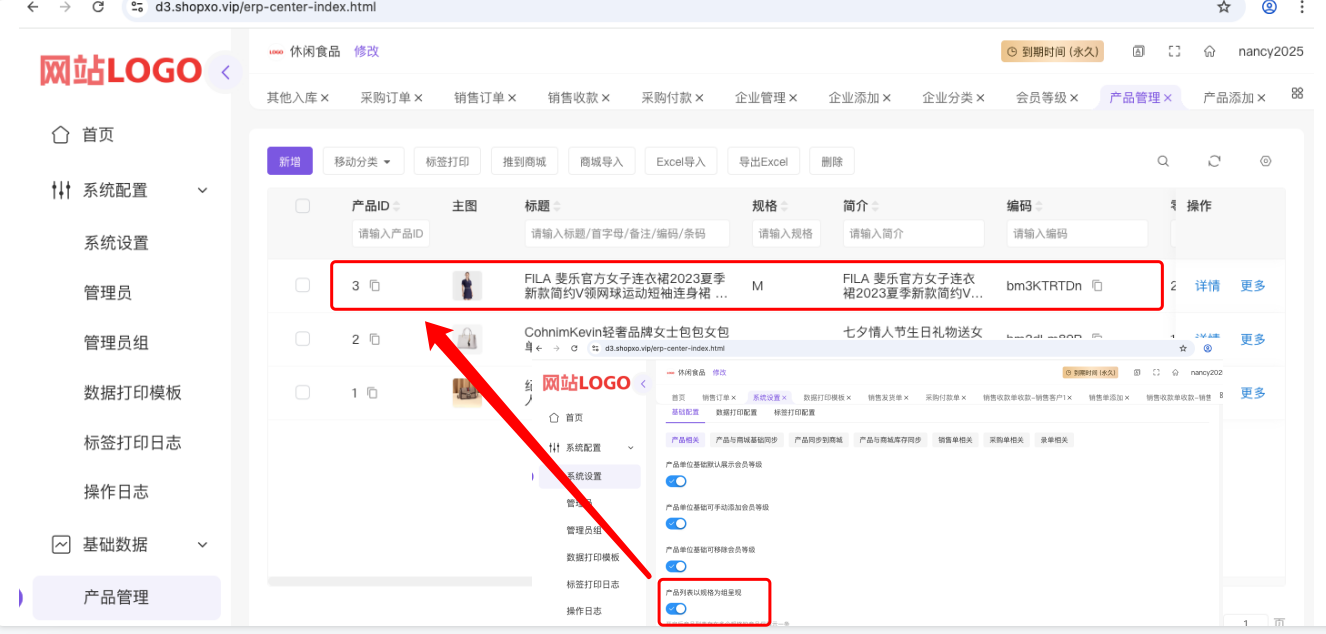 d3.shopxo.vip/erp-center-index.html
网站LOGO
休闲食品 修改
到期时间 (永久)
nancy2025
其他入库 × 采购订单 × 销售订单 × 销售收款 × 采购付款 × 企业管理 × 企业添加 × 企业分类 × 会员等级 × 产品管理 × 产品添加 ×
首页
系统配置
系统设置
管理员
管理员组
数据打印模板
标签打印日志
操作日志
基础数据
产品管理
新增 移动分类 标签打印 推到商城 商城导入 Excel导入 导出Excel 删除
产品ID 主图 标题 规格 简介 编码 操作
请输入产品ID 请输入标题/首字母/备注/编码/条码 请输入规格 请输入简介 请输入编码
3 FILA 斐乐官方女子连衣裙2023夏季 M FILA 斐乐官方女子连衣 bm3KTRTDn 2 详情 更多
新款简约V领网球运动短袖连身裙 ... 裙2023夏季新款简约V...
2 CohnimKevin轻奢品牌女士包包女包 七夕情人节生日礼物送女 更多
1 更多
d3.shopxo.vip/erp-center-index.html
网站LOGO
休闲食品 修改
到期时间 (永久)
nancy202
首页 销售订单 × 系统设置 × 数据打印模板 × 销售发货单 × 采购付款单 × 销售收款单收款-销售客户1 × 销售单添加 × 销售收款单收款-销售
基础配置 数据打印配置 标签打印配置
首页
系统配置
系统设置
管理员
管理员组
数据打印模板
标签打印日志
操作日志
产品相关 产品与商城基础同步 产品同步到商城 产品与商城库存同步 销售单相关 采购单相关 录单相关
产品单位基础默认展示会员等级
产品单位基础可手动添加会员等级
产品单位基础可移除会员等级
产品列表以规格为组呈现
1 页